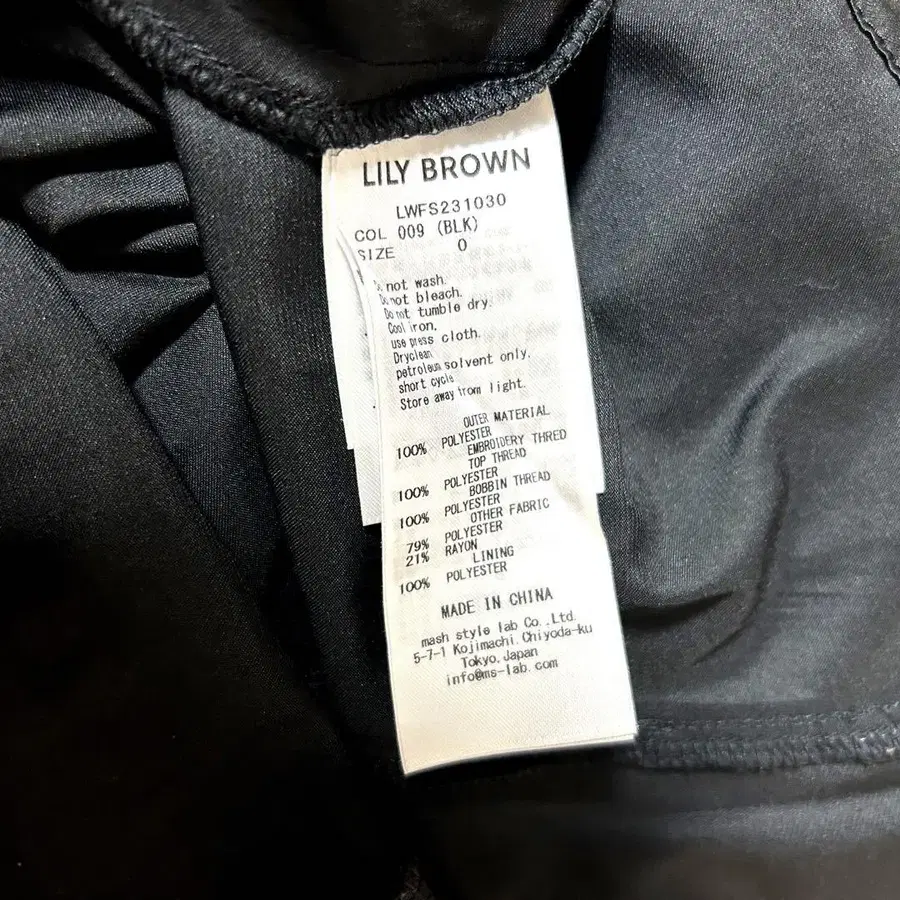 LILY BROWN
LWFS231030
COL 009 (BLK)
SIZE 0
not wash.
not bleach.
Do not tumble dry.
Cool iron.
use press cloth.
Dryclean
petroleum solvent only.
short cycle
Store away from light.
OUTER MATERIAL
100% POLYESTER
EMBROIDERY THRED
TOP THREAD
100% POLYESTER
BOBBIN THREAD
100% POLYESTER
OTHER FABRIC
79% POLYESTER
21% RAYON
LINING
100% POLYESTER
MADE IN CHINA
mash style lab Co.,Ltd.
5-7-1 Kojimachi.Chiyoda-ku
Tokyo.Japan
info@ms-lab.com